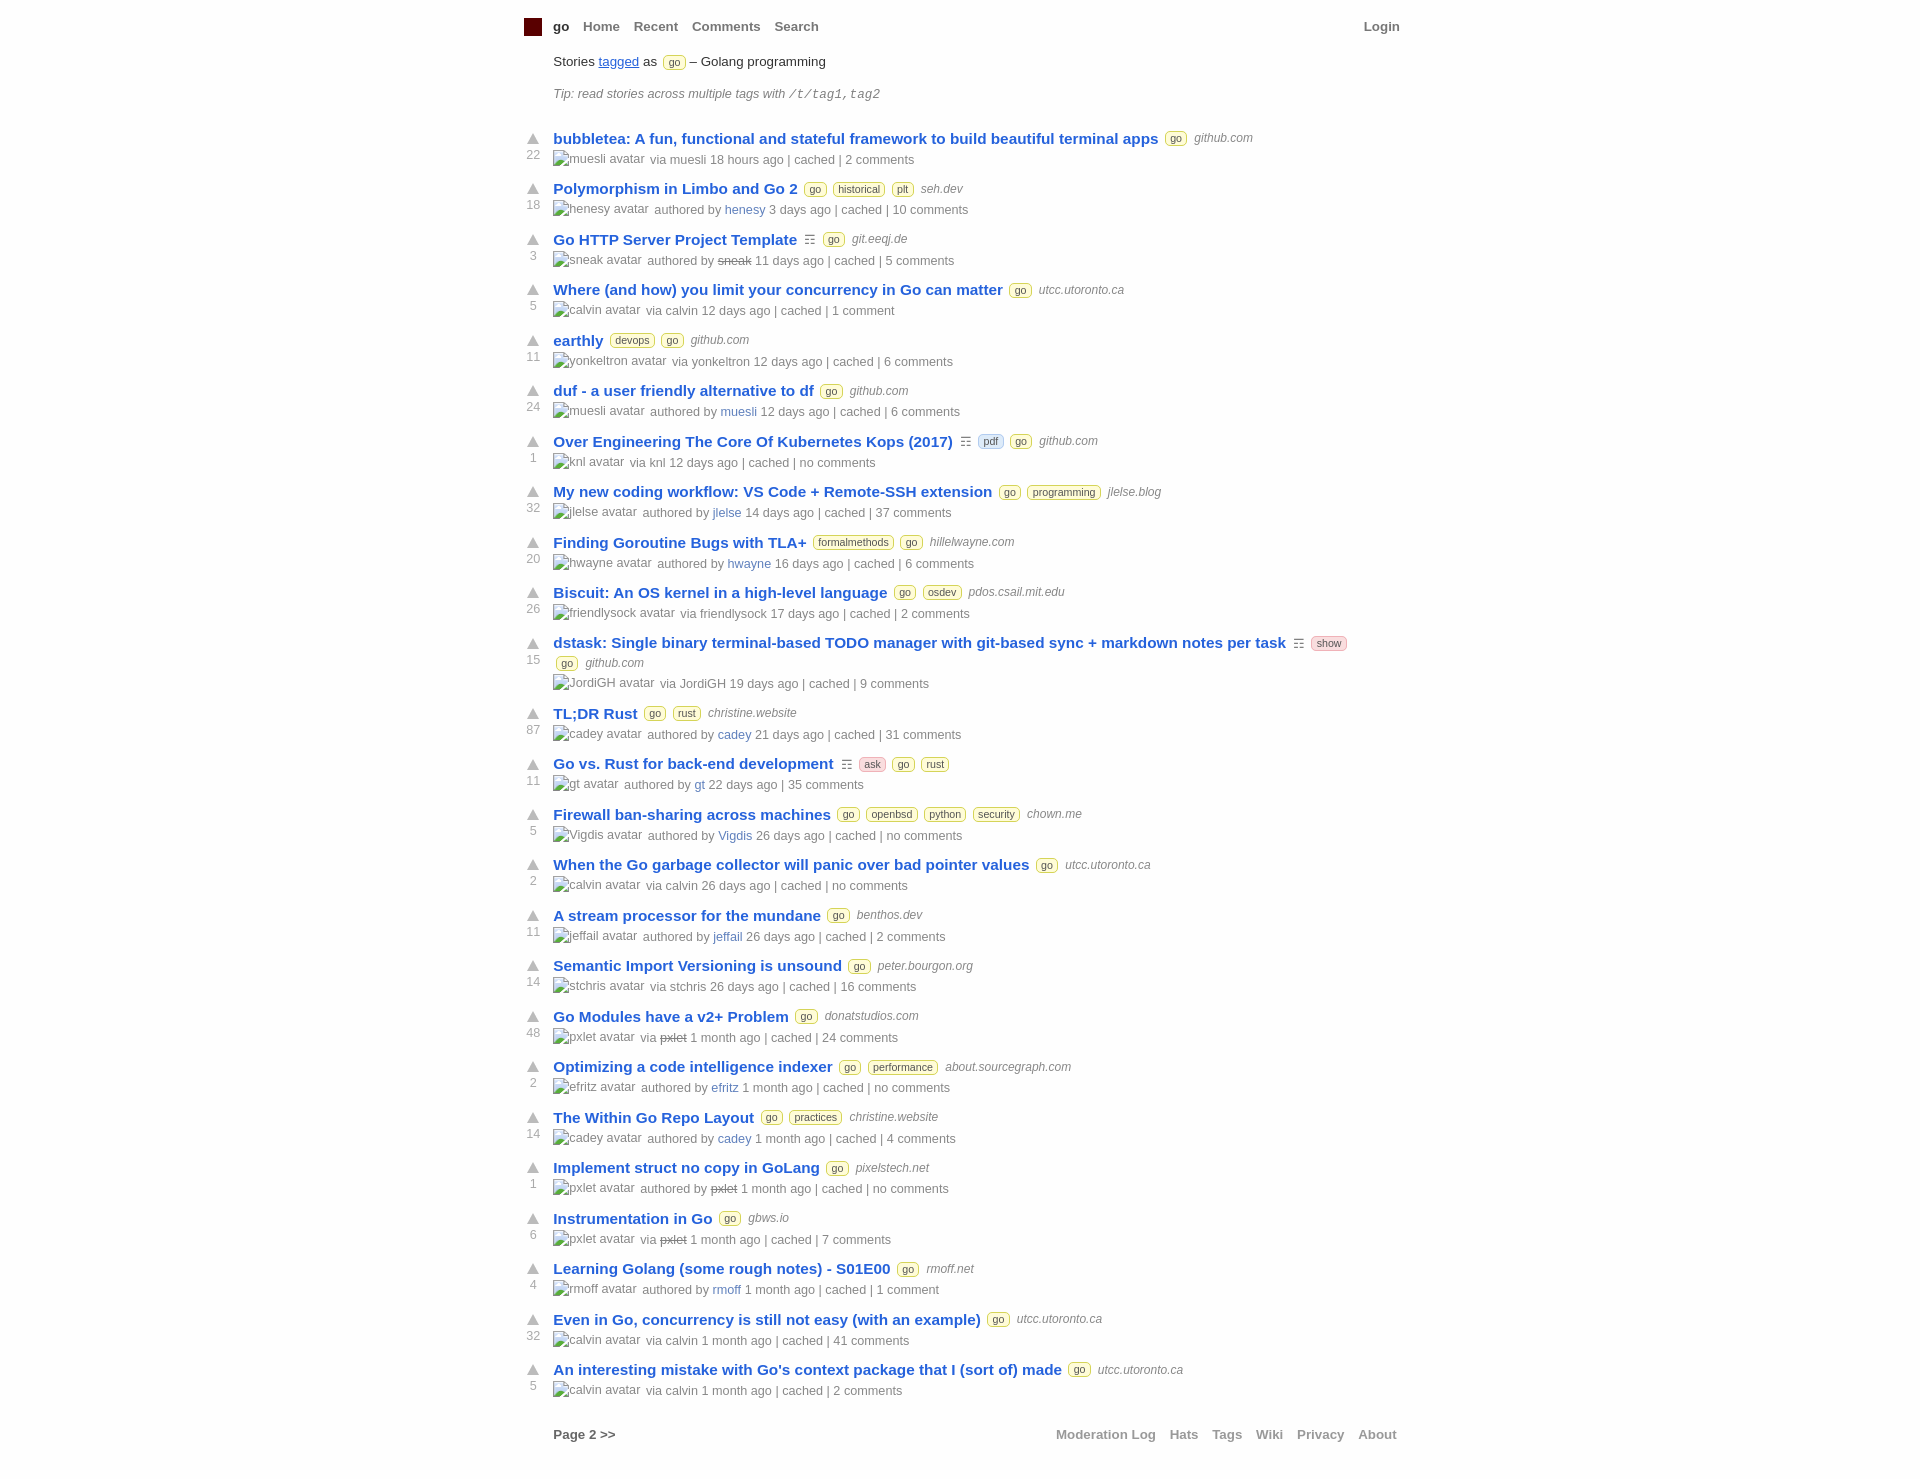 go Home Recent Comments Search Login
Stories tagged as go – Golang programming
Tip: read stories across multiple tags with /t/tag1,tag2
bubbletea: A fun, functional and stateful framework to build beautiful terminal apps go github.com
22 muesli avatar via muesli 18 hours ago | cached | 2 comments
Polymorphism in Limbo and Go 2 go historical plt seh.dev
18 henesy avatar authored by henesy 3 days ago | cached | 10 comments
Go HTTP Server Project Template ☶ go git.eeqj.de
3 sneak avatar authored by sneak 11 days ago | cached | 5 comments
Where (and how) you limit your concurrency in Go can matter go utcc.utoronto.ca
5 calvin avatar via calvin 12 days ago | cached | 1 comment
earthly devops go github.com
11 yonkeltron avatar via yonkeltron 12 days ago | cached | 6 comments
duf - a user friendly alternative to df go github.com
24 muesli avatar authored by muesli 12 days ago | cached | 6 comments
Over Engineering The Core Of Kubernetes Kops (2017) ☶ pdf go github.com
1 knl avatar via knl 12 days ago | cached | no comments
My new coding workflow: VS Code + Remote-SSH extension go programming jlelse.blog
32 jlelse avatar authored by jlelse 14 days ago | cached | 37 comments
Finding Goroutine Bugs with TLA+ formalmethods go hillelwayne.com
20 hwayne avatar authored by hwayne 16 days ago | cached | 6 comments
Biscuit: An OS kernel in a high-level language go osdev pdos.csail.mit.edu
26 friendlysock avatar via friendlysock 17 days ago | cached | 2 comments
dstask: Single binary terminal-based TODO manager with git-based sync + markdown notes per task ☶ show
15 go github.com
JordiGH avatar via JordiGH 19 days ago | cached | 9 comments
TL;DR Rust go rust christine.website
87 cadey avatar authored by cadey 21 days ago | cached | 31 comments
Go vs. Rust for back-end development ☶ ask go rust
11 gt avatar authored by gt 22 days ago | 35 comments
Firewall ban-sharing across machines go openbsd python security chown.me
5 Vigdis avatar authored by Vigdis 26 days ago | cached | no comments
When the Go garbage collector will panic over bad pointer values go utcc.utoronto.ca
2 calvin avatar via calvin 26 days ago | cached | no comments
A stream processor for the mundane go benthos.dev
11 jeffail avatar authored by jeffail 26 days ago | cached | 2 comments
Semantic Import Versioning is unsound go peter.bourgon.org
14 stchris avatar via stchris 26 days ago | cached | 16 comments
Go Modules have a v2+ Problem go donatstudios.com
48 pxlet avatar via pxlet 1 month ago | cached | 24 comments
Optimizing a code intelligence indexer go performance about.sourcegraph.com
2 efritz avatar authored by efritz 1 month ago | cached | no comments
The Within Go Repo Layout go practices christine.website
14 cadey avatar authored by cadey 1 month ago | cached | 4 comments
Implement struct no copy in GoLang go pixelstech.net
1 pxlet avatar authored by pxlet 1 month ago | cached | no comments
Instrumentation in Go go gbws.io
6 pxlet avatar via pxlet 1 month ago | cached | 7 comments
Learning Golang (some rough notes) - S01E00 go rmoff.net
4 rmoff avatar authored by rmoff 1 month ago | cached | 1 comment
Even in Go, concurrency is still not easy (with an example) go utcc.utoronto.ca
32 calvin avatar via calvin 1 month ago | cached | 41 comments
An interesting mistake with Go's context package that I (sort of) made go utcc.utoronto.ca
5 calvin avatar via calvin 1 month ago | cached | 2 comments
Page 2 >> Moderation Log Hats Tags Wiki Privacy About